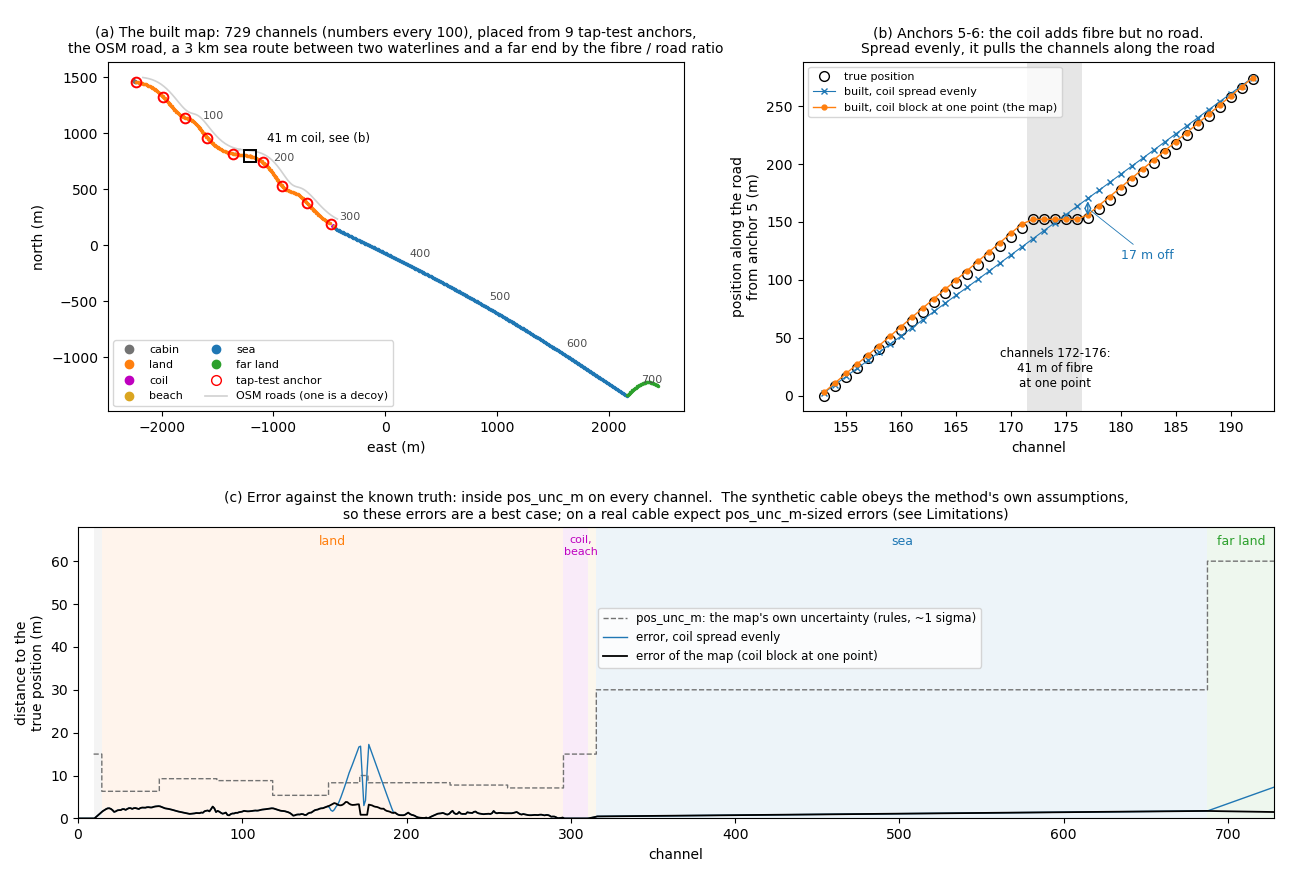 (a) The built map: 729 channels (numbers every 100), placed from 9 tap-test anchors,
the OSM road, a 3 km sea route between two waterlines and a far end by the fibre / road ratio
1500
1000
500
0
−500
−1000
north (m)
100
41 m coil, see (b)
200
300
400
500
600
700
cabin
land
coil
beach
sea
far land
tap-test anchor
OSM roads (one is a decoy)
−2000
−1000
0
1000
2000
east (m)
(b) Anchors 5-6: the coil adds fibre but no road.
Spread evenly, it pulls the channels along the road
true position
built, coil spread evenly
built, coil block at one point (the map)
250
200
150
100
50
0
position along the road
from anchor 5 (m)
17 m off
channels 172-176:
41 m of fibre
at one point
155
160
165
170
175
180
185
190
channel
(c) Error against the known truth: inside pos_unc_m on every channel.  The synthetic cable obeys the method's own assumptions,
so these errors are a best case; on a real cable expect pos_unc_m-sized errors (see Limitations)
land
coil,
beach
sea
far land
60
50
40
30
20
10
0
distance to the
true position (m)
pos_unc_m: the map's own uncertainty (rules, ~1 sigma)
error, coil spread evenly
error of the map (coil block at one point)
0
100
200
300
400
500
600
700
channel